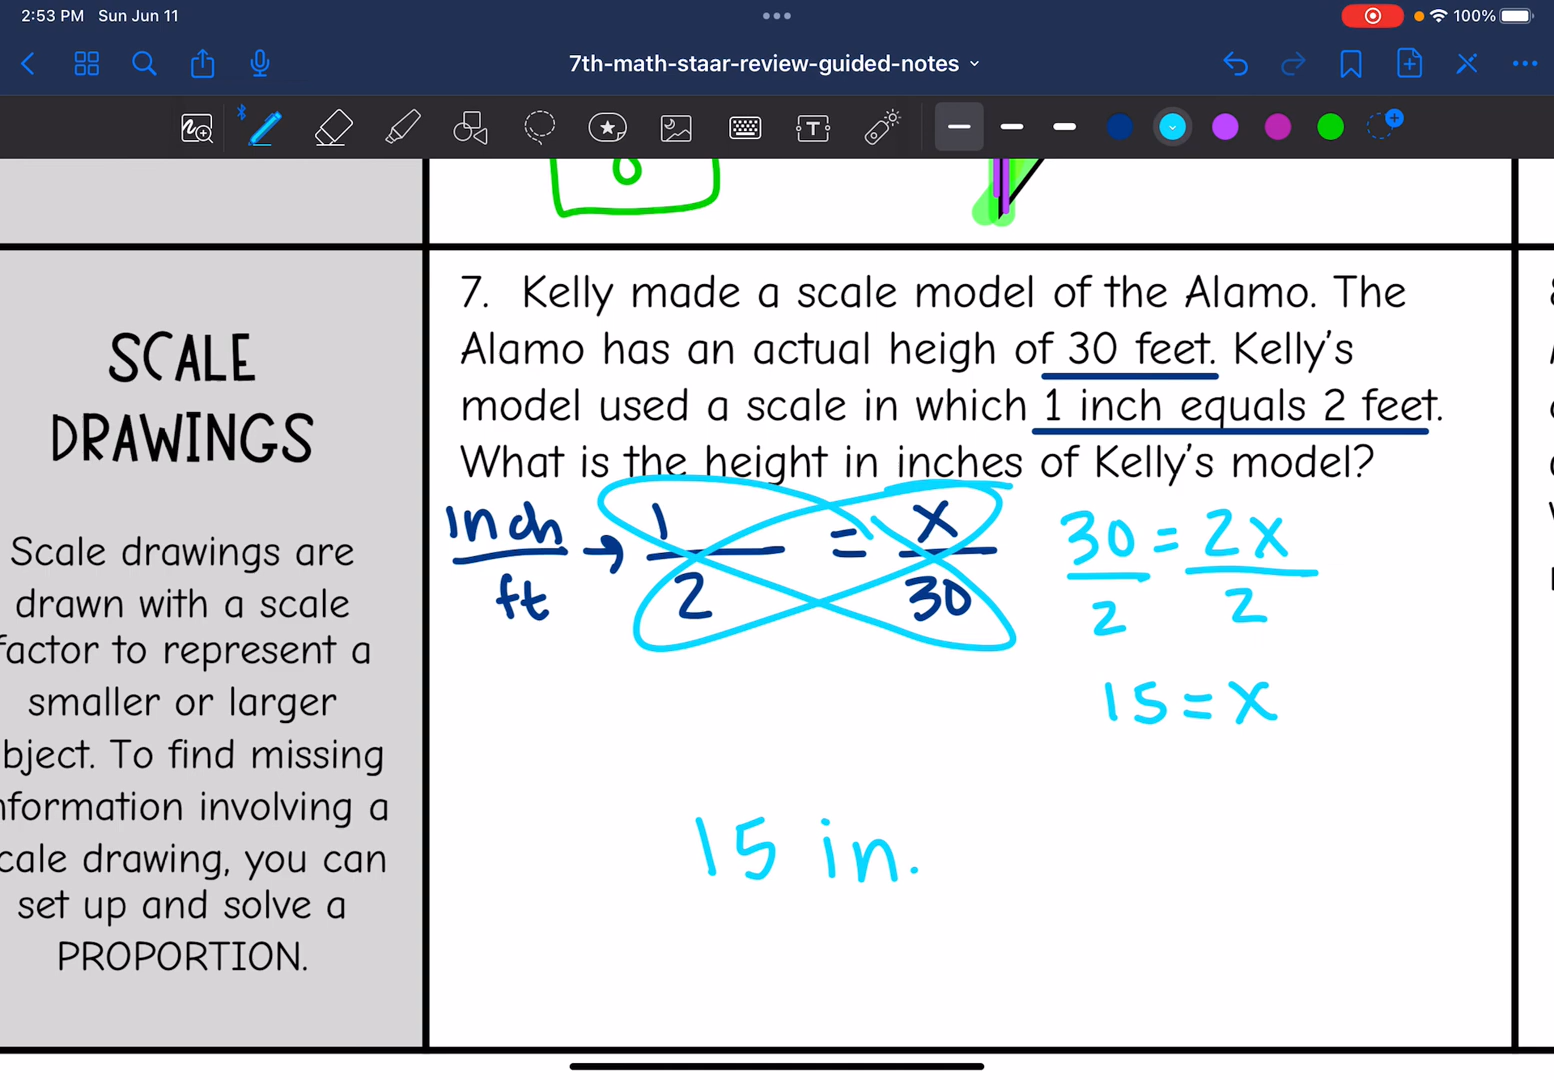 2:53 PM Sun Jun 11
100%
7th-math-staar-review-guided-notes
SCALE
DRAWINGS
Scale drawings are
drawn with a scale
factor to represent a
smaller or larger
bject. To find missing
nformation involving a
cale drawing, you can
set up and solve a
PROPORTION.
7. Kelly made a scale model of the Alamo. The
Alamo has an actual heigh of 30 feet. Kelly's
model used a scale in which 1 inch equals 2 feet.
What is the height in inches of Kelly's model?
inch / ft → 1 / 2 = x / 30
30 = 2x
2 2
15 = x
15 in.